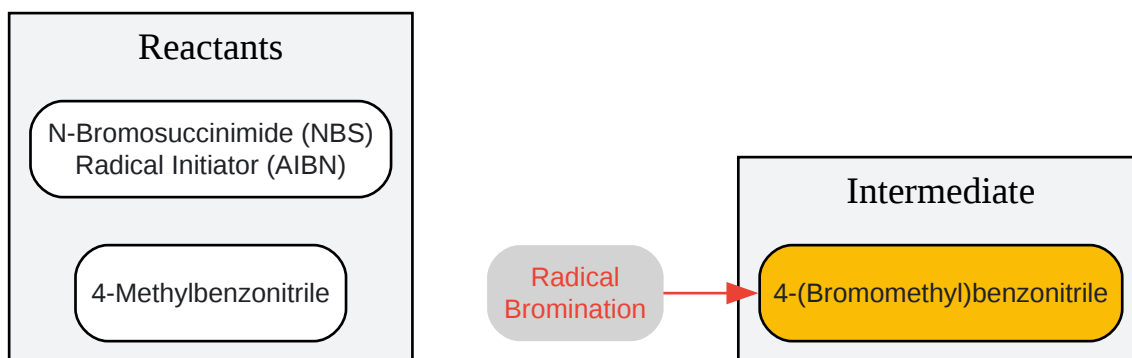 Reactants
N-Bromosuccinimide (NBS)
Radical Initiator (AIBN)
4-Methylbenzonitrile
Radical
Bromination
Intermediate
4-(Bromomethyl)benzonitrile